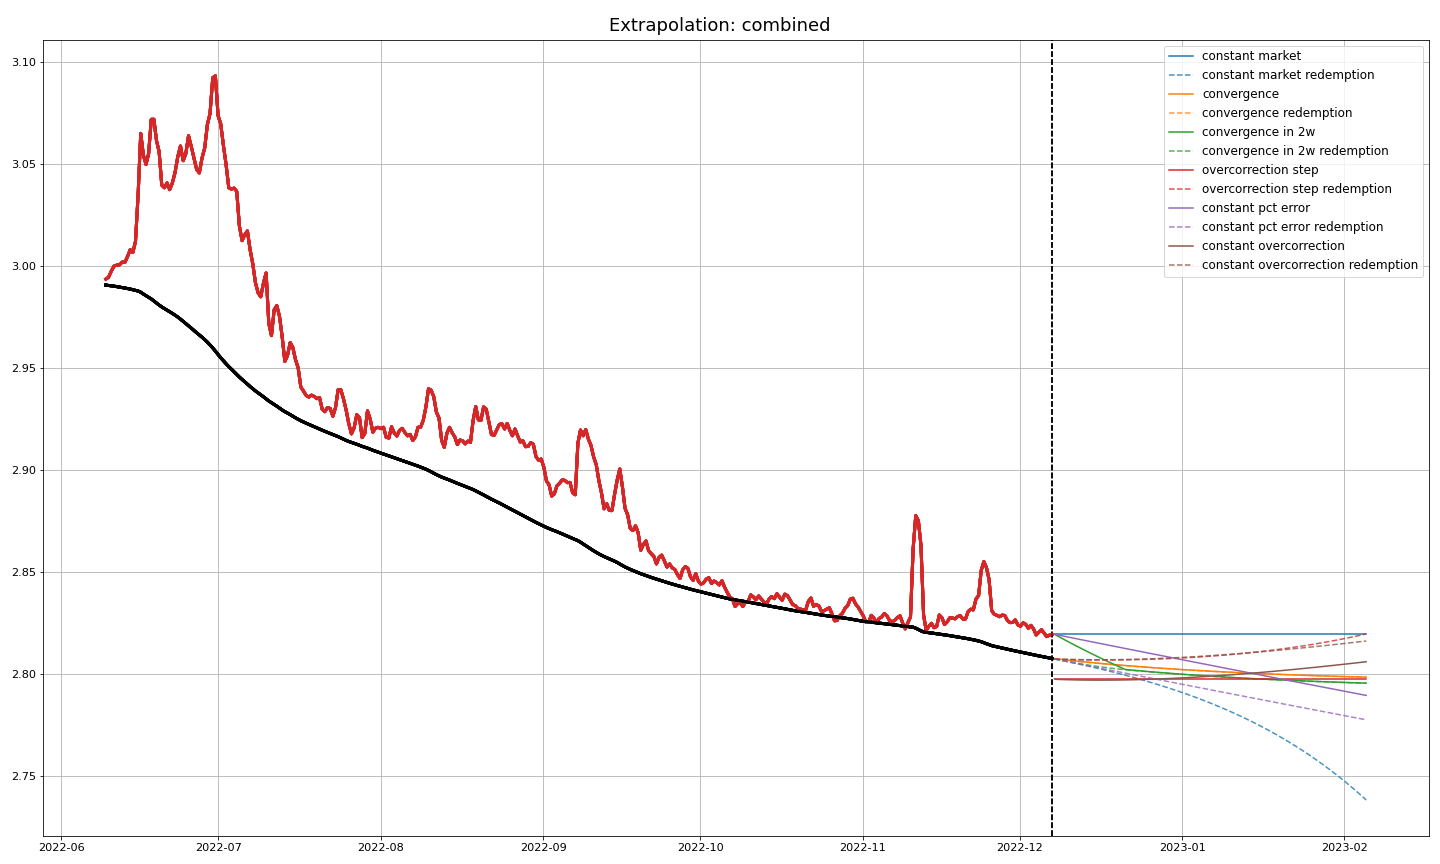 Extrapolation: combined
3.10
3.05
3.00
2.95
2.90
2.85
2.80
2.75
constant market
constant market redemption
convergence
convergence redemption
convergence in 2w
convergence in 2w redemption
overcorrection step
overcorrection step redemption
constant pct error
constant pct error redemption
constant overcorrection
constant overcorrection redemption
2022-06 2022-07 2022-08 2022-09 2022-10 2022-11 2022-12 2023-01 2023-02